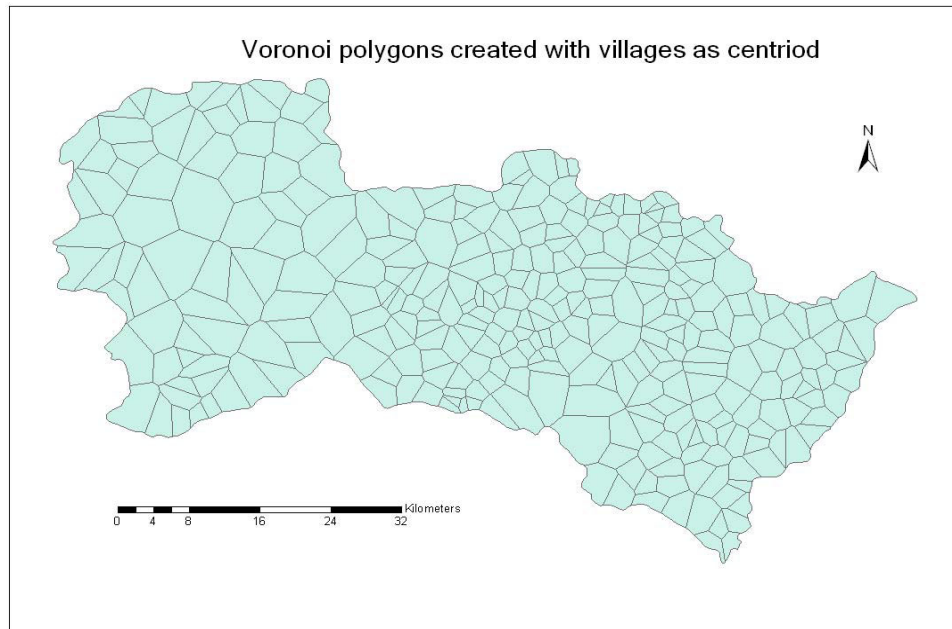 Voronoi polygons created with villages as centriod
N
Kilometers
0 4 8 16 24 32